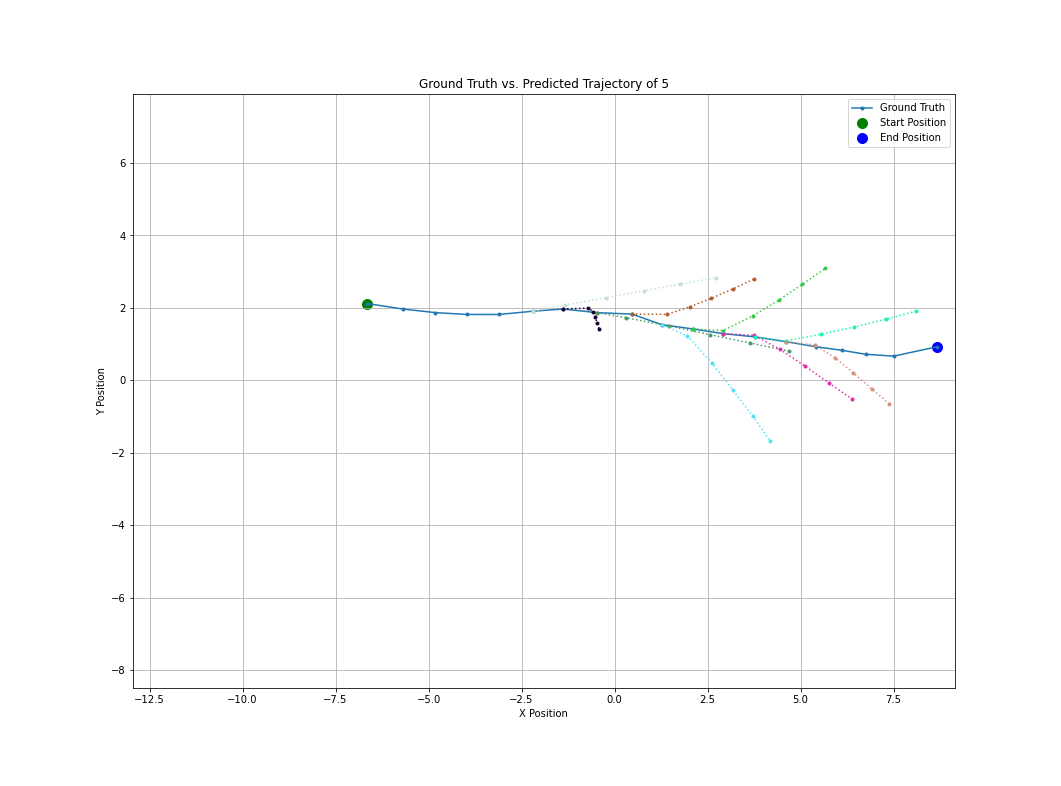 Ground Truth vs. Predicted Trajectory of 5
Ground Truth
Start Position
End Position
6
4
2
0
−2
−4
−6
−8
Y Position
−12.5 −10.0 −7.5 −5.0 −2.5 0.0 2.5 5.0 7.5
X Position